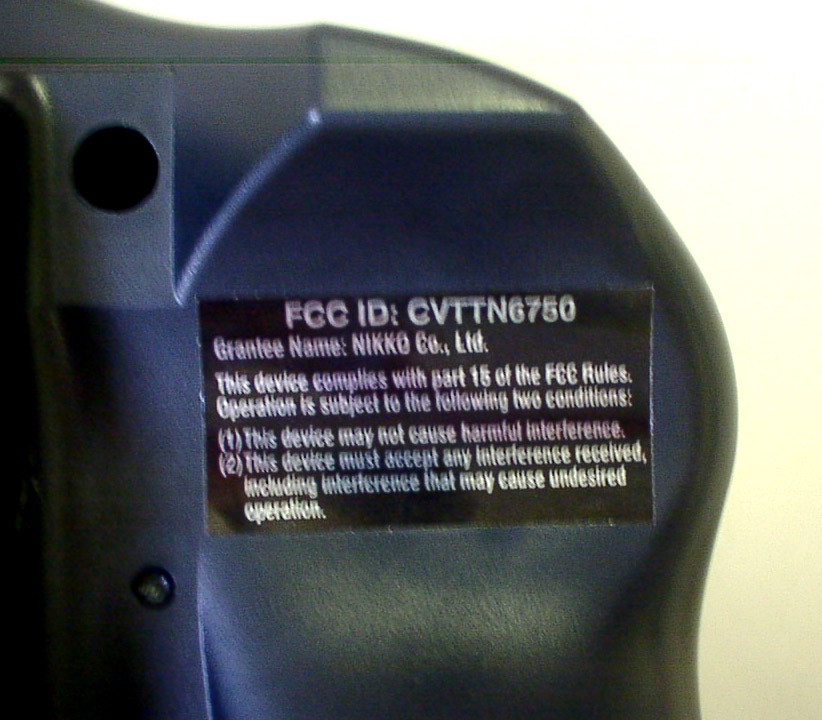 FCC ID: CVTTN6750
Grantee Name: NIKKO Co., Ltd.
This device complies with part 15 of the FCC Rules.
Operation is subject to the following two conditions:
(1) This device may not cause harmful interference.
(2) This device must accept any interference received,
including interference that may cause undesired
operation.